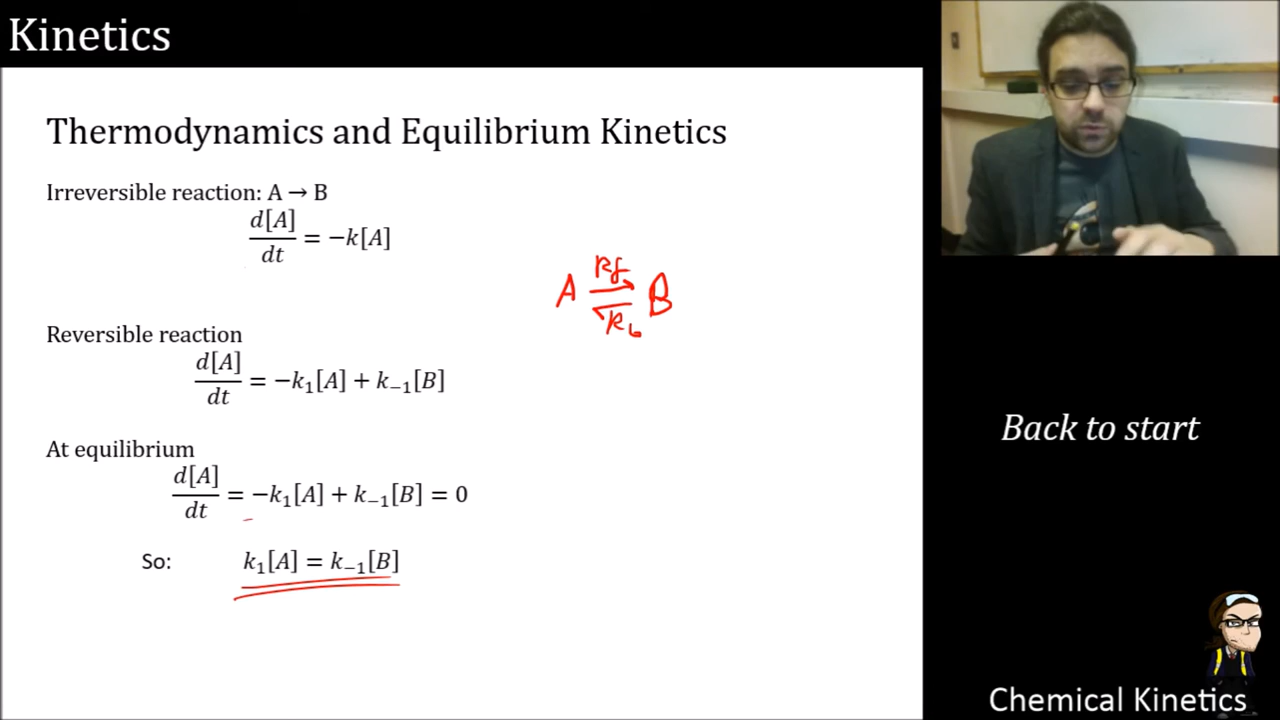 Kinetics
Thermodynamics and Equilibrium Kinetics
Irreversible reaction: A → B
d[A]/dt = −k[A]
A ⇌ B
kf
kb
Reversible reaction
d[A]/dt = −k₁[A] + k₋₁[B]
At equilibrium
d[A]/dt = −k₁[A] + k₋₁[B] = 0
So: k₁[A] = k₋₁[B]
Back to start
Chemical Kinetics